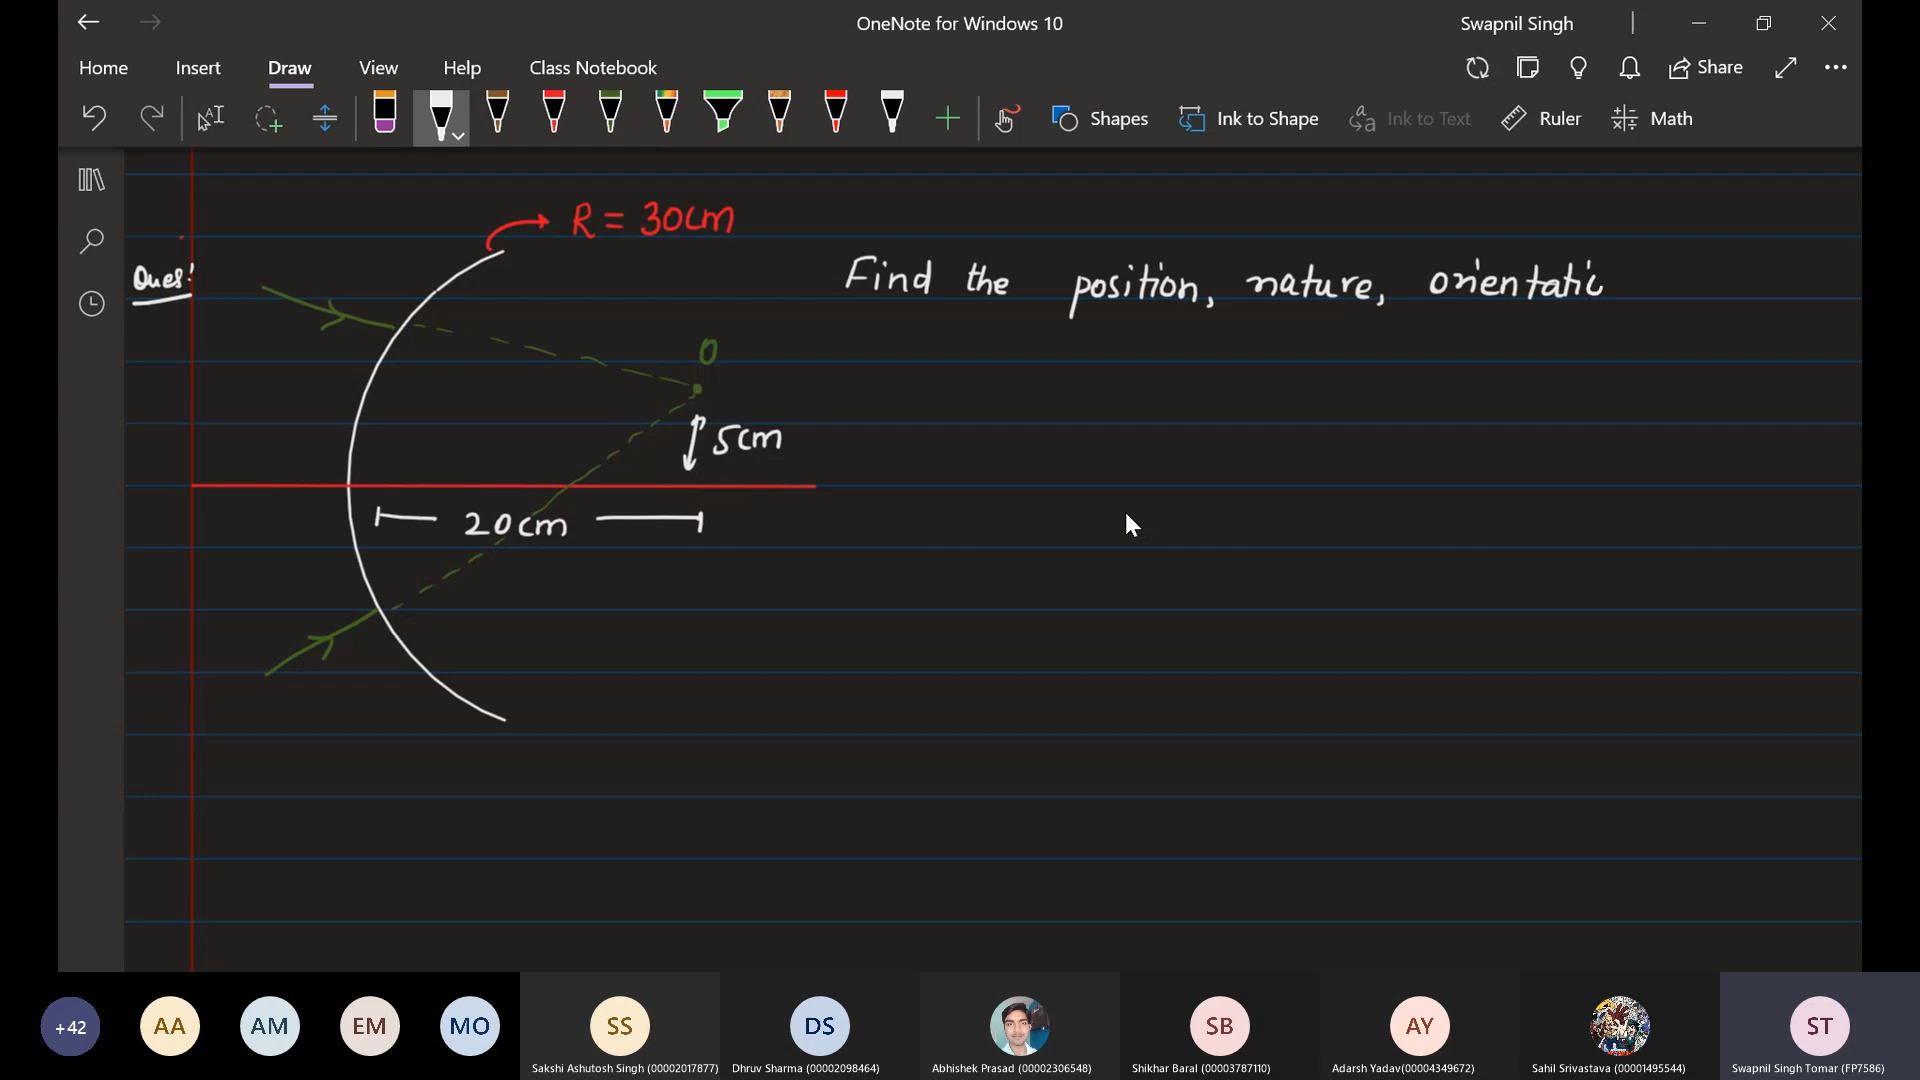 OneNote for Windows 10
Swapnil Singh
Home Insert Draw View Help Class Notebook
Share
Shapes Ink to Shape Ink to Text Ruler Math
R = 30cm
Ques!
Find the position, nature, orientatic
O
5cm
20cm
+42 AA AM EM MO SS DS SB AY ST
Sakshi Ashutosh Singh (00002017877) Dhruv Sharma (00002098464) Abhishek Prasad (00002306548) Shikhar Baral (00003787110) Adarsh Yadav(00004349672) Sahil Srivastava (00001495544) Swapnil Singh Tomar (FP7586)